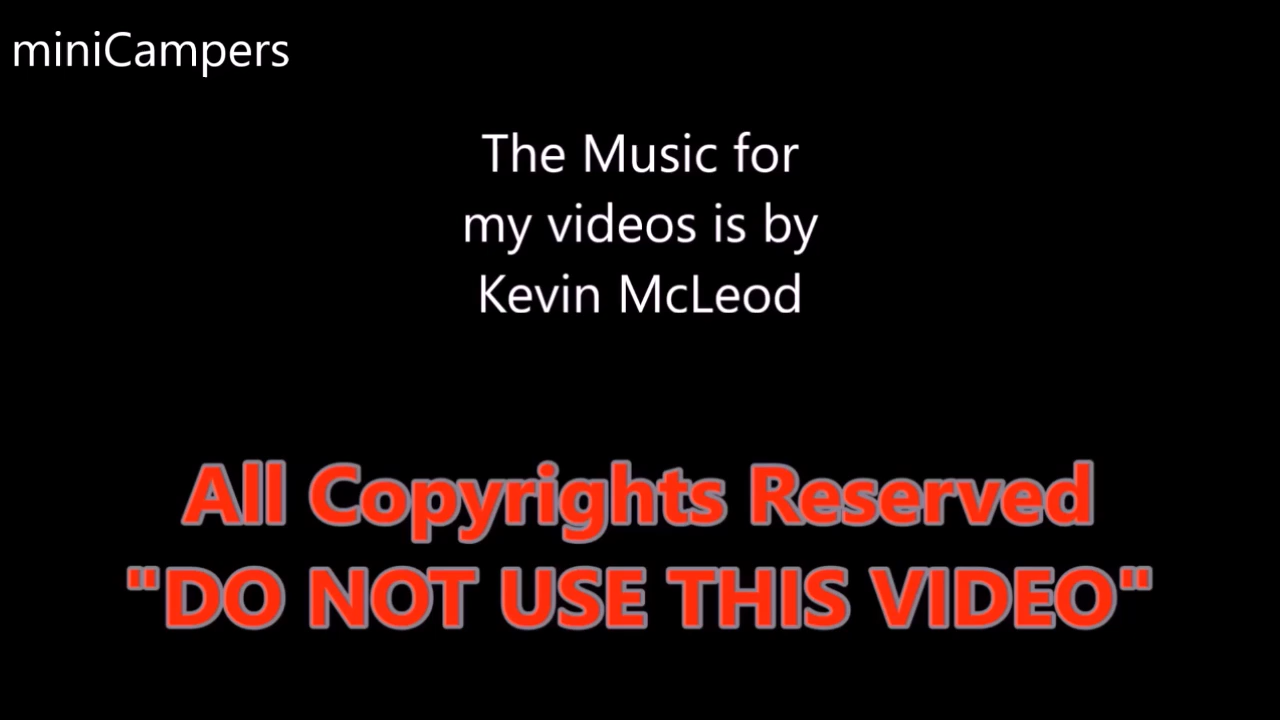 miniCampers
The Music for
my videos is by
Kevin McLeod
All Copyrights Reserved
"DO NOT USE THIS VIDEO"